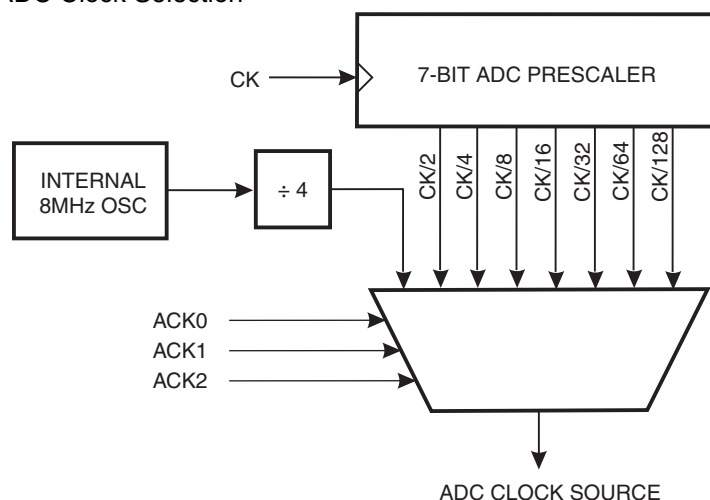 ADC Clock Selection
7-BIT ADC PRESCALER
CK
CK/2
CK/4
CK/8
CK/16
CK/32
CK/64
CK/128
INTERNAL
8MHz OSC
÷ 4
ACK0
ACK1
ACK2
ADC CLOCK SOURCE